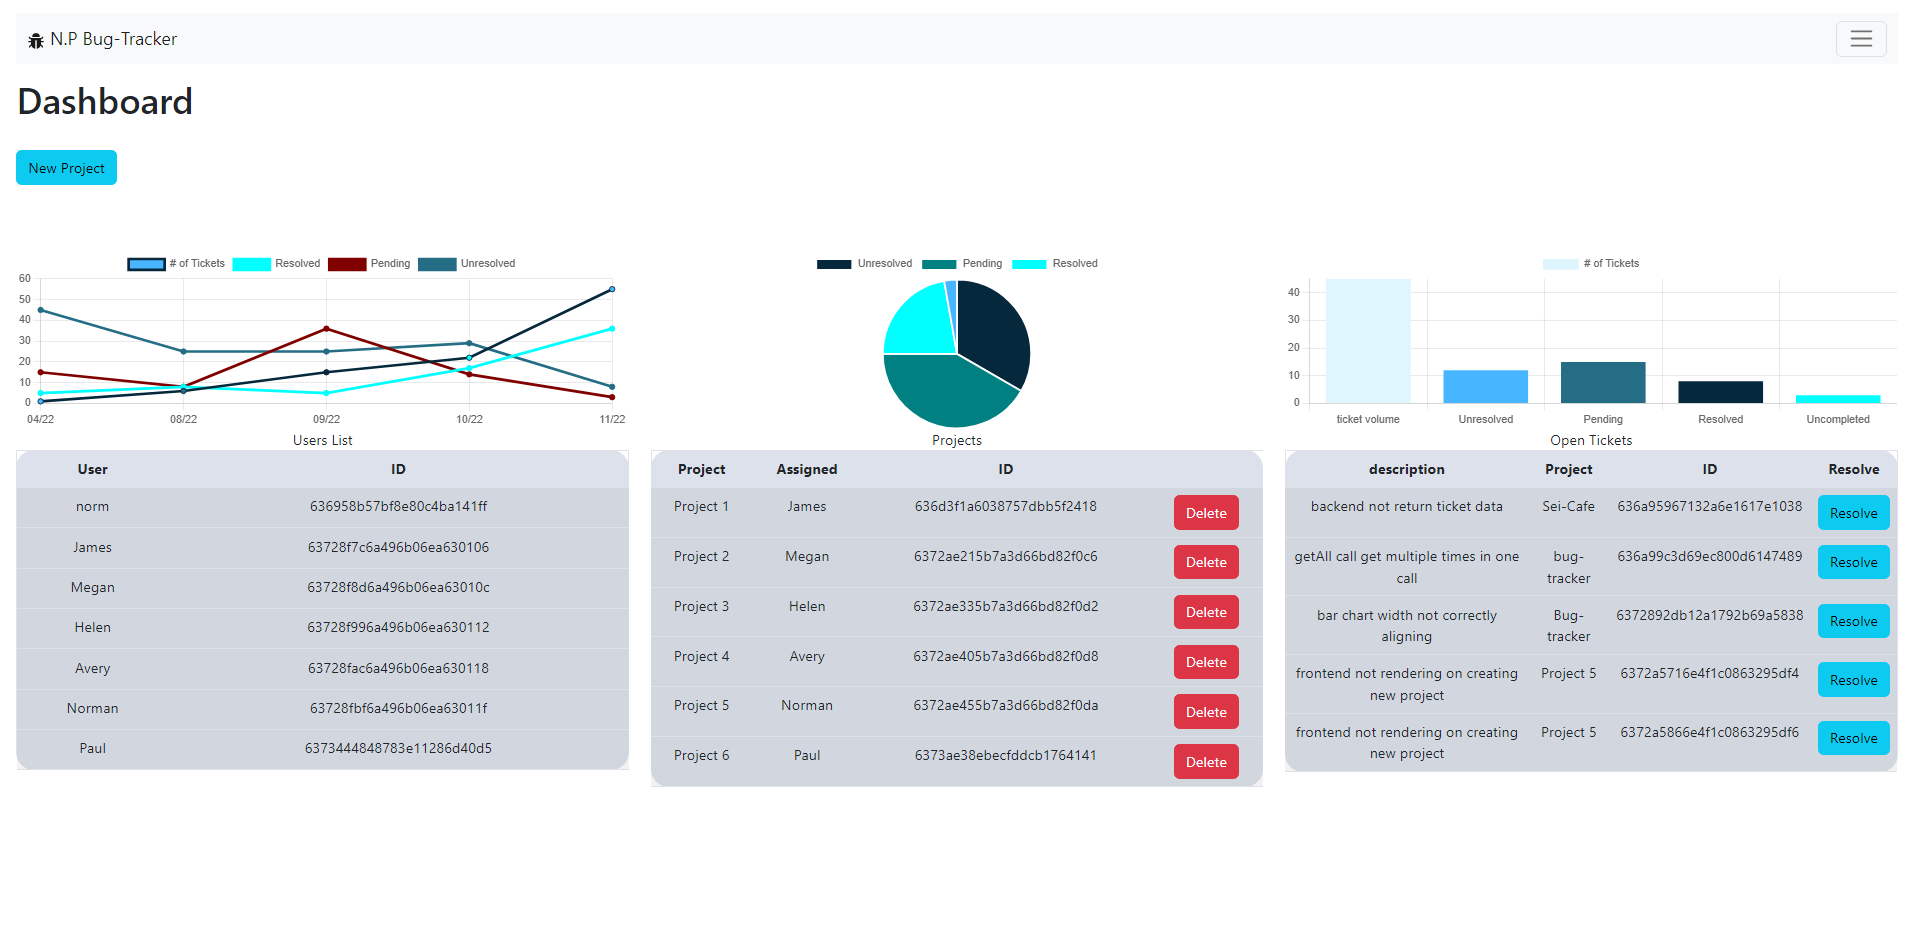 N.P Bug-Tracker
Dashboard
New Project
# of Tickets Resolved Pending Unresolved
60
50
40
30
20
10
0
04/22 08/22 09/22 10/22 11/22
Users List
User ID
norm 636958b57bf8e80c4ba141ff
James 63728f7c6a496b06ea630106
Megan 63728f8d6a496b06ea63010c
Helen 63728f996a496b06ea630112
Avery 63728fac6a496b06ea630118
Norman 63728fbf6a496b06ea63011f
Paul 6373444848783e11286d40d5
Unresolved Pending Resolved
Projects
Project Assigned ID
Project 1 James 636d3f1a6038757dbb5f2418 Delete
Project 2 Megan 6372ae215b7a3d66bd82f0c6 Delete
Project 3 Helen 6372ae335b7a3d66bd82f0d2 Delete
Project 4 Avery 6372ae405b7a3d66bd82f0d8 Delete
Project 5 Norman 6372ae455b7a3d66bd82f0da Delete
Project 6 Paul 6373ae38ebecfddcb1764141 Delete
# of Tickets
40
30
20
10
0
ticket volume Unresolved Pending Resolved Uncompleted
Open Tickets
description Project ID Resolve
backend not return ticket data Sei-Cafe 636a95967132a6e1617e1038 Resolve
getAll call get multiple times in one bug- 636a99c3d69ec800d6147489 Resolve
call tracker
bar chart width not correctly Bug- 6372892db12a1792b69a5838 Resolve
aligning tracker
frontend not rendering on creating Project 5 6372a5716e4f1c0863295df4 Resolve
new project
frontend not rendering on creating Project 5 6372a5866e4f1c0863295df6 Resolve
new project